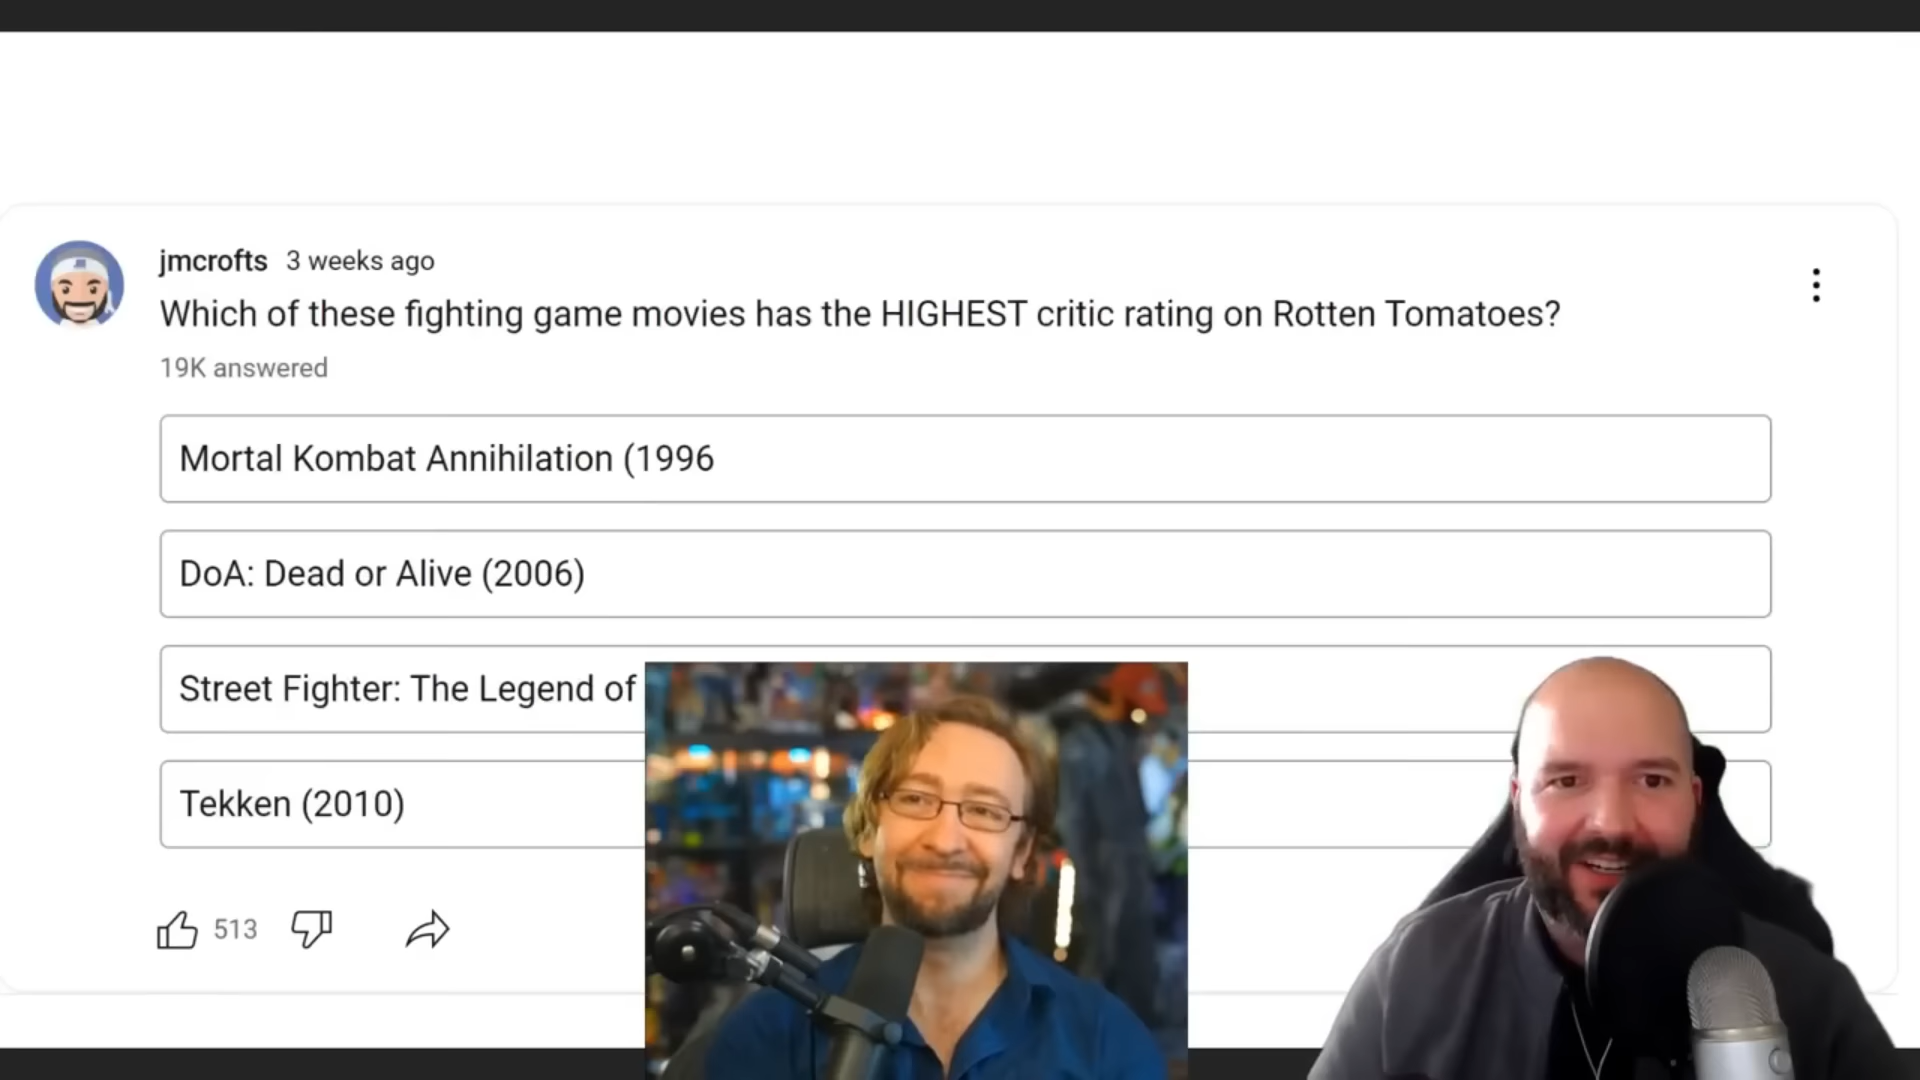 jmcrofts 3 weeks ago
Which of these fighting game movies has the HIGHEST critic rating on Rotten Tomatoes?
19K answered
Mortal Kombat Annihilation (1996
DoA: Dead or Alive (2006)
Street Fighter: The Legend of
Tekken (2010)
513